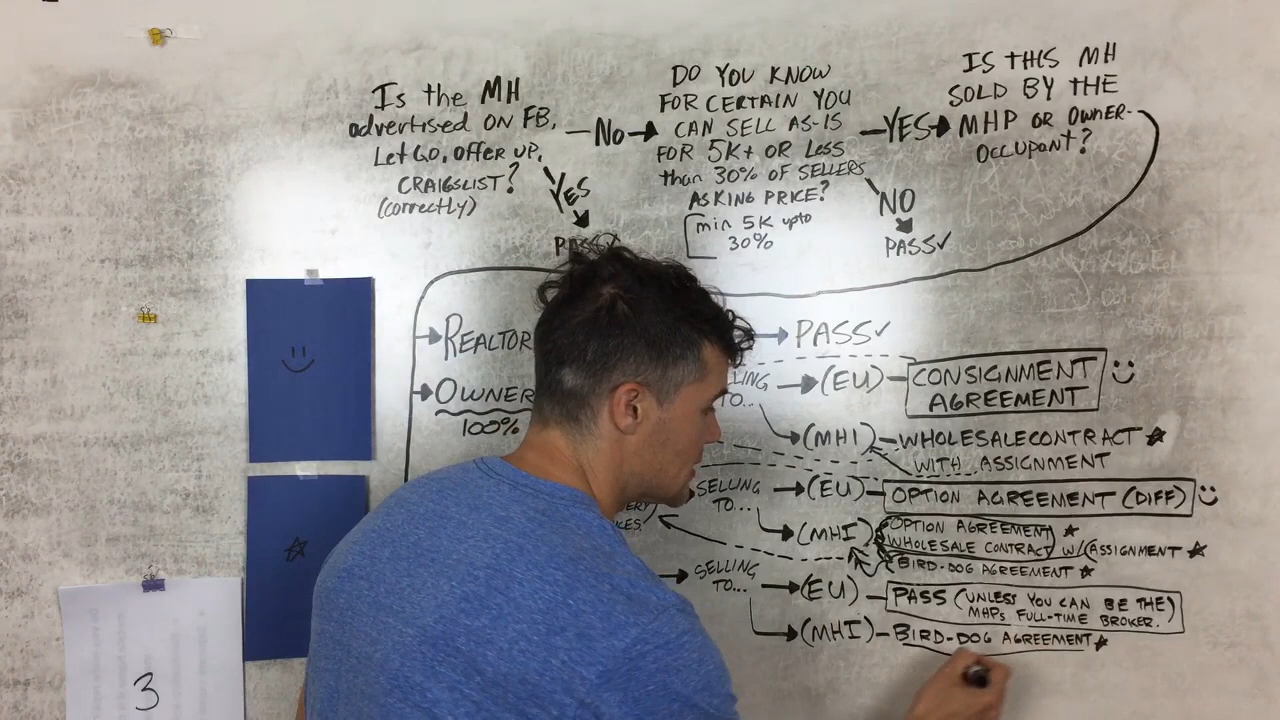 Is the MH
advertised ON FB,
LetGo, offer up,
CRAIGSLIST?
(correctly)
No
YES
DO YOU KNOW
FOR CERTAIN YOU
CAN SELL AS-IS
FOR 5K+ OR LESS
than 30% OF SELLERS
ASKING PRICE?
min 5K upto
30%
YES
NO
PASS✓
IS THIS MH
SOLD BY THE
MHP OR OWNER-
OCCUPANT?
REALTOR
PASS✓
OWNER
100%
TO...
(EU)
CONSIGNMENT
AGREEMENT
(MHI)
WHOLESALE CONTRACT
WITH ASSIGNMENT
SELLING
TO...
(EU)
OPTION AGREEMENT (DIFF)
(MHI)
OPTION AGREEMENT
WHOLESALE CONTRACT W/ ASSIGNMENT
BIRD-DOG AGREEMENT
SELLING
TO...
(EU)
PASS (UNLESS YOU CAN BE THE)
MHPs FULL-TIME BROKER.
(MHI)
BIRD-DOG AGREEMENT
3